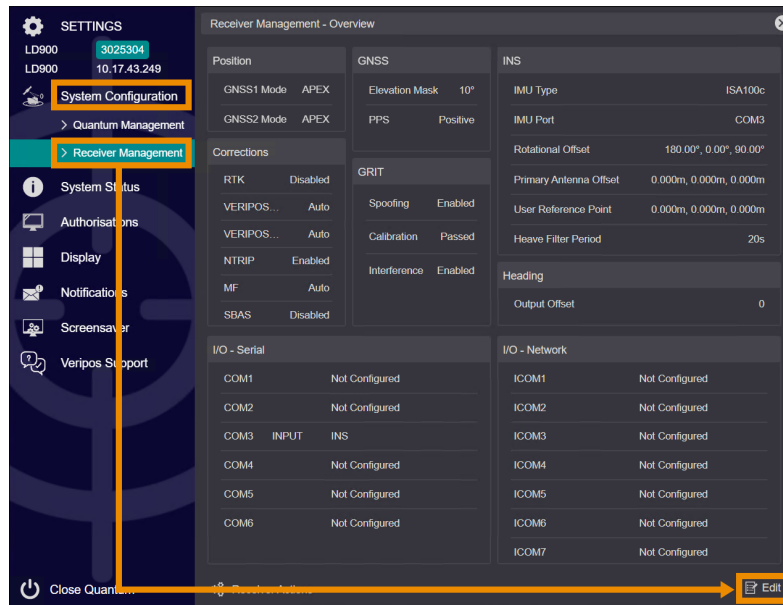 SETTINGS
LD900 3025304
LD900 10.17.43.249
System Configuration
> Quantum Management
> Receiver Management
System Status
Authorisations
Display
Notifications
Screensaver
Veripos Support
Close Quantum
Receiver Management - Overview
Position
GNSS1 Mode APEX
GNSS2 Mode APEX
Corrections
RTK Disabled
VERIPOS... Auto
VERIPOS... Auto
NTRIP Enabled
MF Auto
SBAS Disabled
GNSS
Elevation Mask 10°
PPS Positive
GRIT
Spoofing Enabled
Calibration Passed
Interference Enabled
INS
IMU Type ISA100c
IMU Port COM3
Rotational Offset 180.00°, 0.00°, 90.00°
Primary Antenna Offset 0.000m, 0.000m, 0.000m
User Reference Point 0.000m, 0.000m, 0.000m
Heave Filter Period 20s
Heading
Output Offset 0
I/O - Serial
COM1 Not Configured
COM2 Not Configured
COM3 INPUT INS
COM4 Not Configured
COM5 Not Configured
COM6 Not Configured
I/O - Network
ICOM1 Not Configured
ICOM2 Not Configured
ICOM3 Not Configured
ICOM4 Not Configured
ICOM5 Not Configured
ICOM6 Not Configured
ICOM7 Not Configured
Receiver Actions
Edit